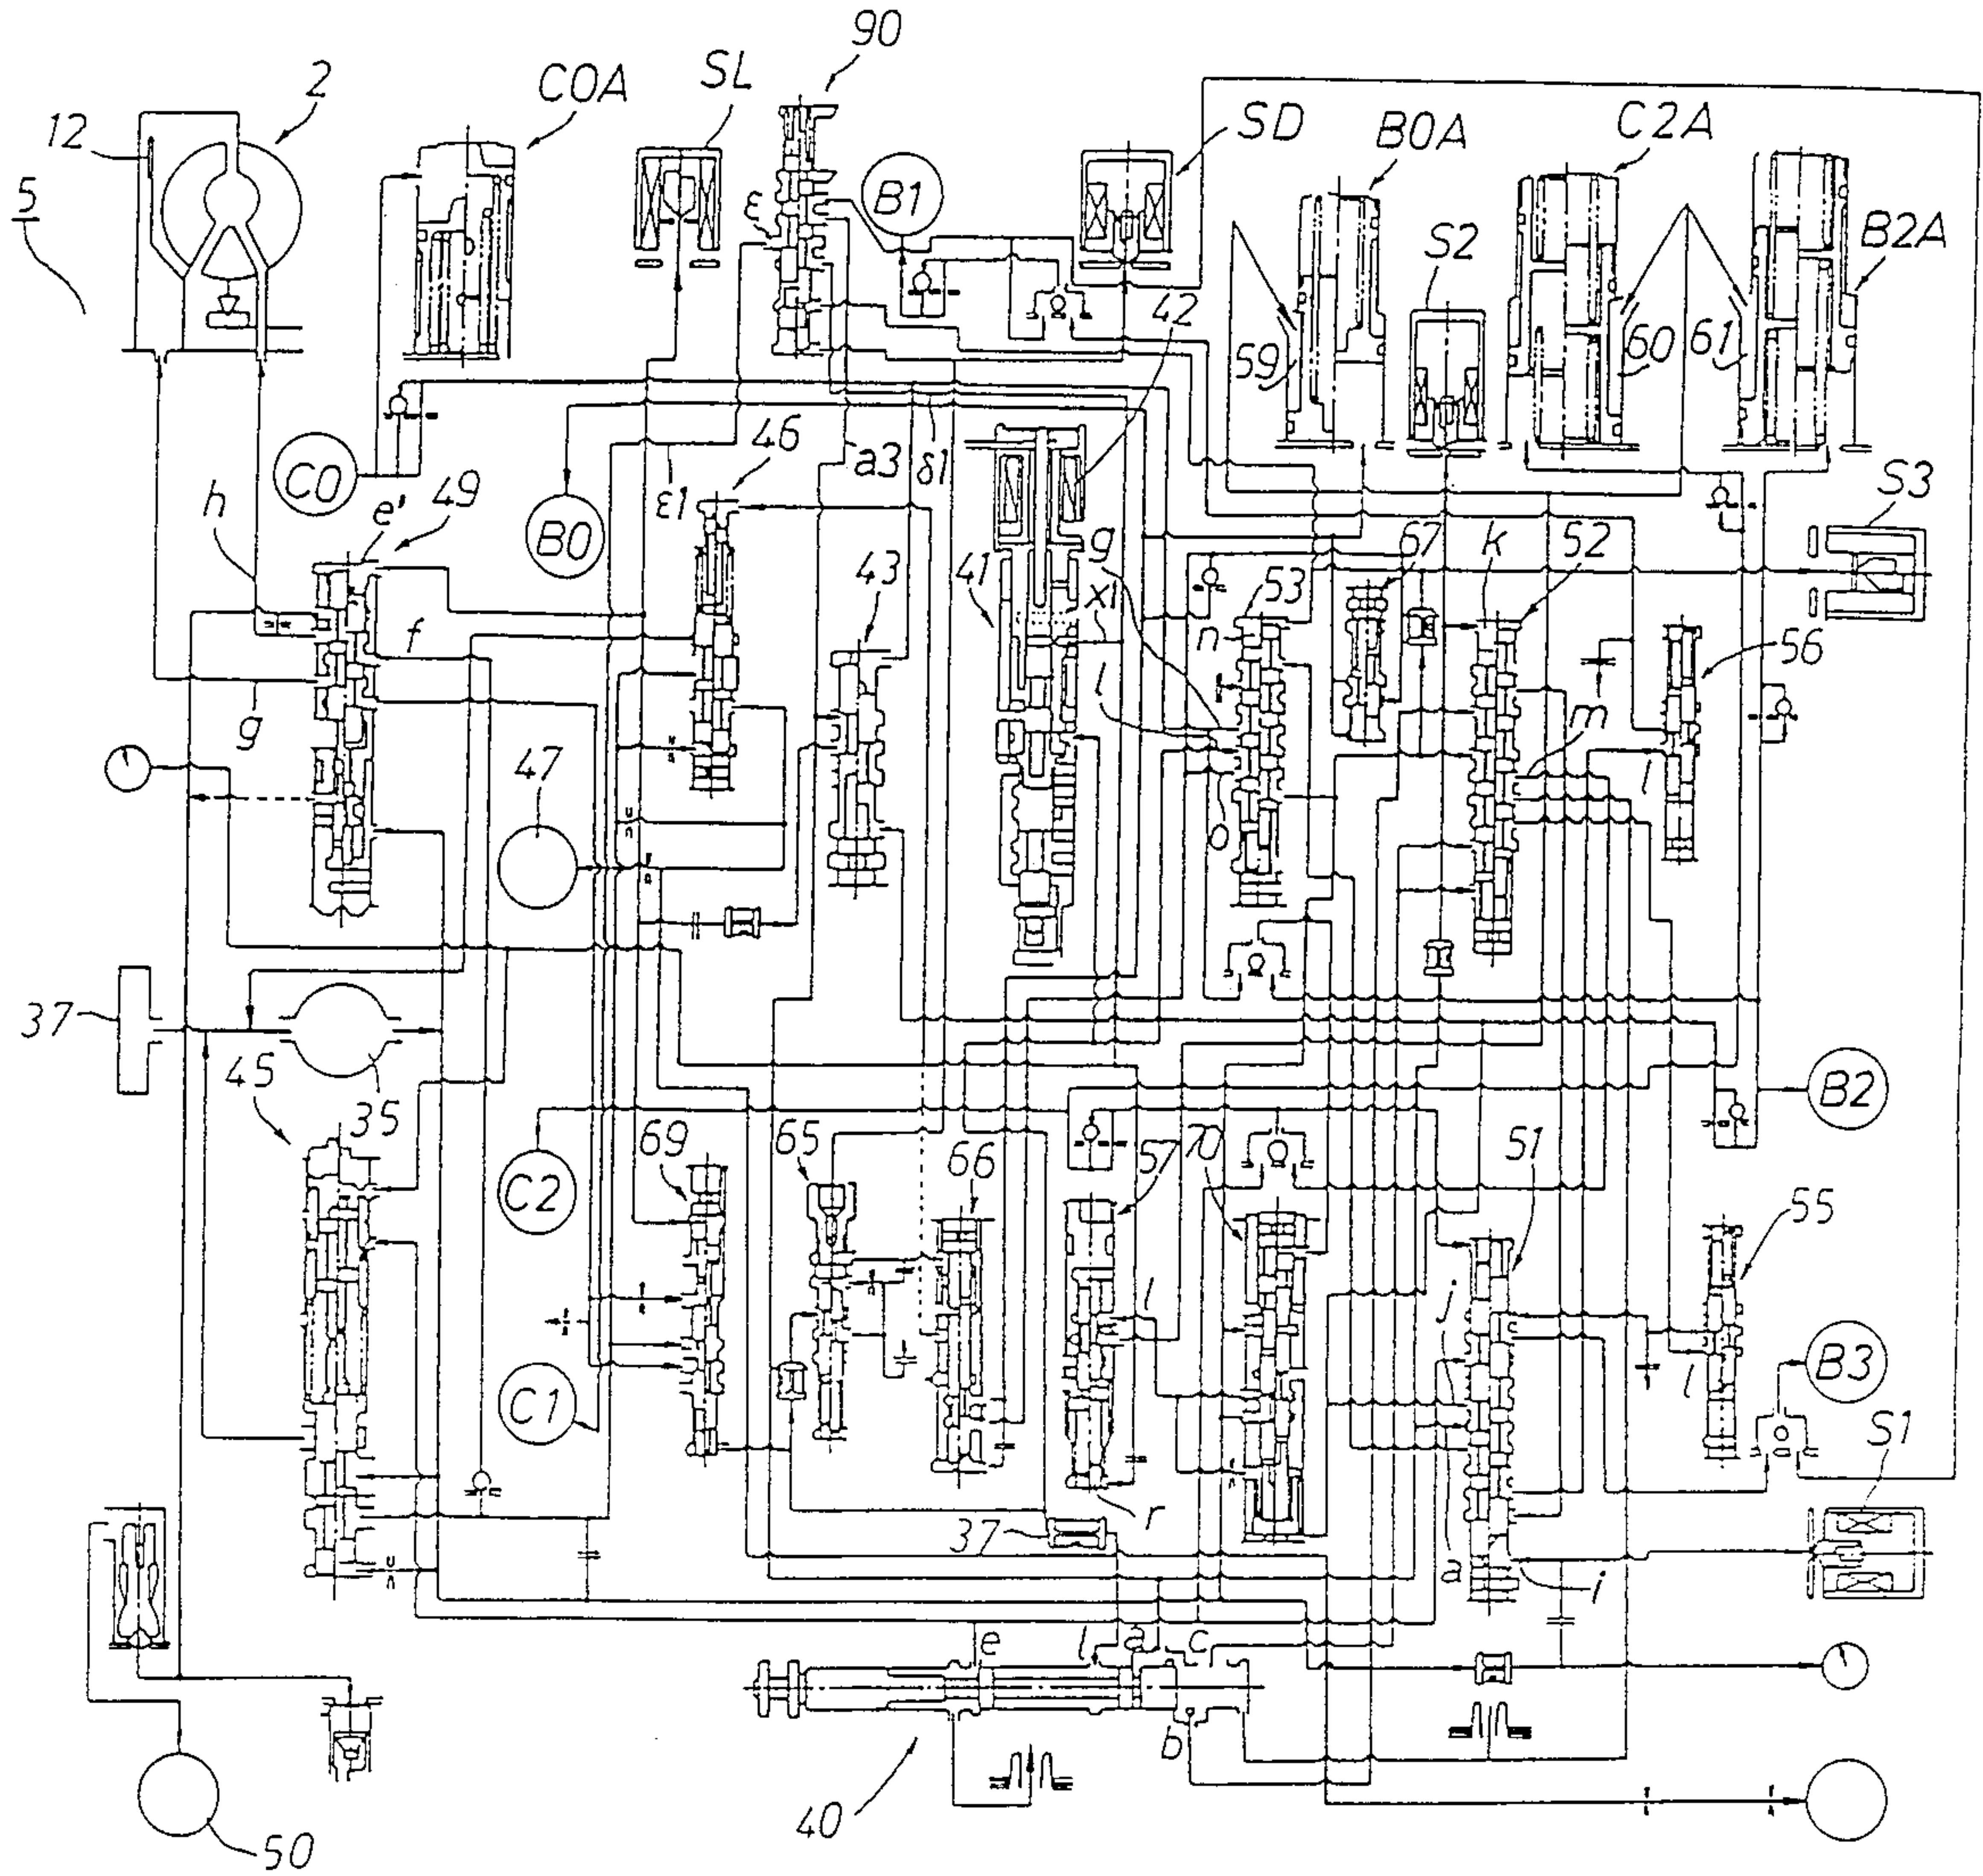 90
2
C0A
SL
SD
B0A
C2A
12
5
B1
S2
B2A
ε
42
59
60
61
46
a3
δ1
C0
ε1
S3
e'
49
h
B0
g
67
k
52
43
41
x1
53
f
n
56
l
m
g
47
l
o
37
45
B2
35
69
65
66
57
70
51
C2
55
l
j
B3
C1
l
S1
r
37
a
i
e
l
a
c
b
40
50